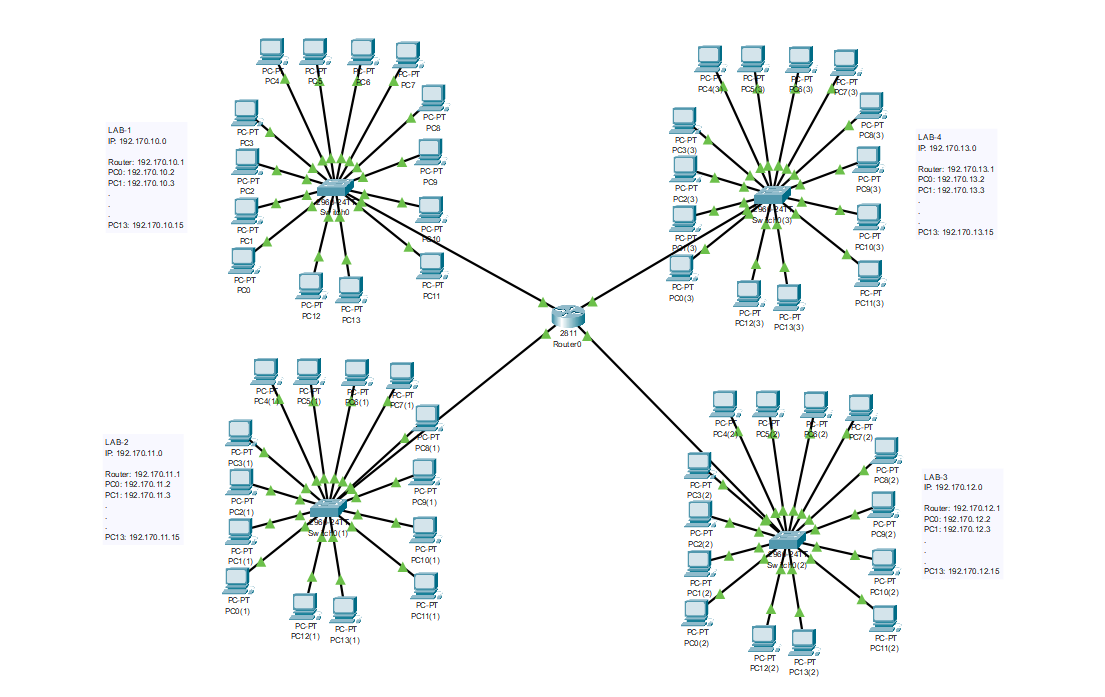 LAB-1
IP: 192.170.10.0
Router: 192.170.10.1
PC0: 192.170.10.2
PC1: 192.170.10.3
.
.
.
PC13: 192.170.10.15
PC-PT
PC4
PC-PT
PC5
PC-PT
PC6
PC-PT
PC7
PC-PT
PC3
PC-PT
PC8
PC-PT
PC2
PC-PT
PC9
PC-PT
PC1
PC-PT
PC10
PC-PT
PC0
PC-PT
PC11
PC-PT
PC12
PC-PT
PC13
2960-24TT
Switch0
PC-PT
PC4(3)
PC-PT
PC5(3)
PC-PT
PC6(3)
PC-PT
PC7(3)
PC-PT
PC3(3)
PC-PT
PC8(3)
PC-PT
PC2(3)
PC-PT
PC9(3)
PC-PT
PC1(3)
PC-PT
PC10(3)
PC-PT
PC0(3)
PC-PT
PC11(3)
PC-PT
PC12(3)
PC-PT
PC13(3)
2960-24TT
Switch0(3)
LAB-4
IP: 192.170.13.0
Router: 192.170.13.1
PC0: 192.170.13.2
PC1: 192.170.13.3
.
.
.
PC13: 192.170.13.15
2811
Router0
LAB-2
IP: 192.170.11.0
Router: 192.170.11.1
PC0: 192.170.11.2
PC1: 192.170.11.3
.
.
.
PC13: 192.170.11.15
PC-PT
PC4(1)
PC-PT
PC5(1)
PC-PT
PC6(1)
PC-PT
PC7(1)
PC-PT
PC3(1)
PC-PT
PC8(1)
PC-PT
PC2(1)
PC-PT
PC9(1)
PC-PT
PC1(1)
PC-PT
PC10(1)
PC-PT
PC0(1)
PC-PT
PC11(1)
PC-PT
PC12(1)
PC-PT
PC13(1)
2960-24TT
Switch0(1)
PC-PT
PC4(2)
PC-PT
PC5(2)
PC-PT
PC6(2)
PC-PT
PC7(2)
PC-PT
PC3(2)
PC-PT
PC8(2)
PC-PT
PC2(2)
PC-PT
PC9(2)
PC-PT
PC1(2)
PC-PT
PC10(2)
PC-PT
PC0(2)
PC-PT
PC11(2)
PC-PT
PC12(2)
PC-PT
PC13(2)
2960-24TT
Switch0(2)
LAB-3
IP: 192.170.12.0
Router: 192.170.12.1
PC0: 192.170.12.2
PC1: 192.170.12.3
.
.
.
PC13: 192.170.12.15